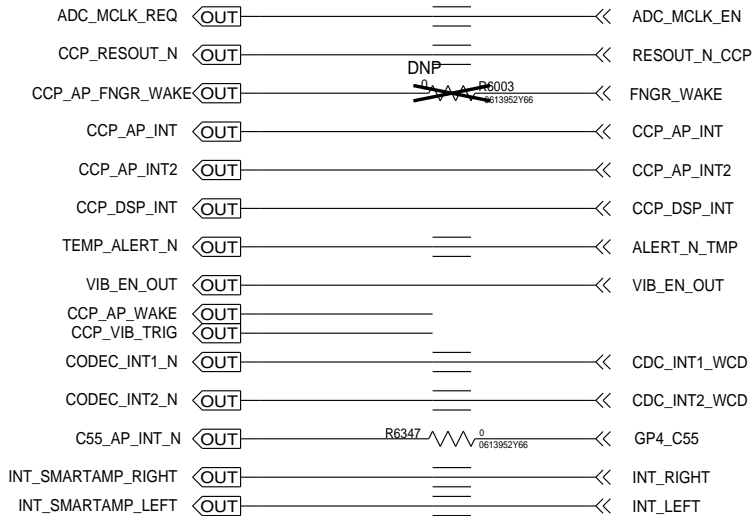 ADC_MCLK_REQ OUT ADC_MCLK_EN
CCP_RESOUT_N OUT RESOUT_N_CCP
DNP
0 R6003
CCP_AP_FNGR_WAKE OUT FNGR_WAKE
0613952Y66
CCP_AP_INT OUT CCP_AP_INT
CCP_AP_INT2 OUT CCP_AP_INT2
CCP_DSP_INT OUT CCP_DSP_INT
TEMP_ALERT_N OUT ALERT_N_TMP
VIB_EN_OUT OUT VIB_EN_OUT
CCP_AP_WAKE OUT
CCP_VIB_TRIG OUT
CODEC_INT1_N OUT CDC_INT1_WCD
CODEC_INT2_N OUT CDC_INT2_WCD
C55_AP_INT_N OUT R6347 0 GP4_C55
0613952Y66
INT_SMARTAMP_RIGHT OUT INT_RIGHT
INT_SMARTAMP_LEFT OUT INT_LEFT